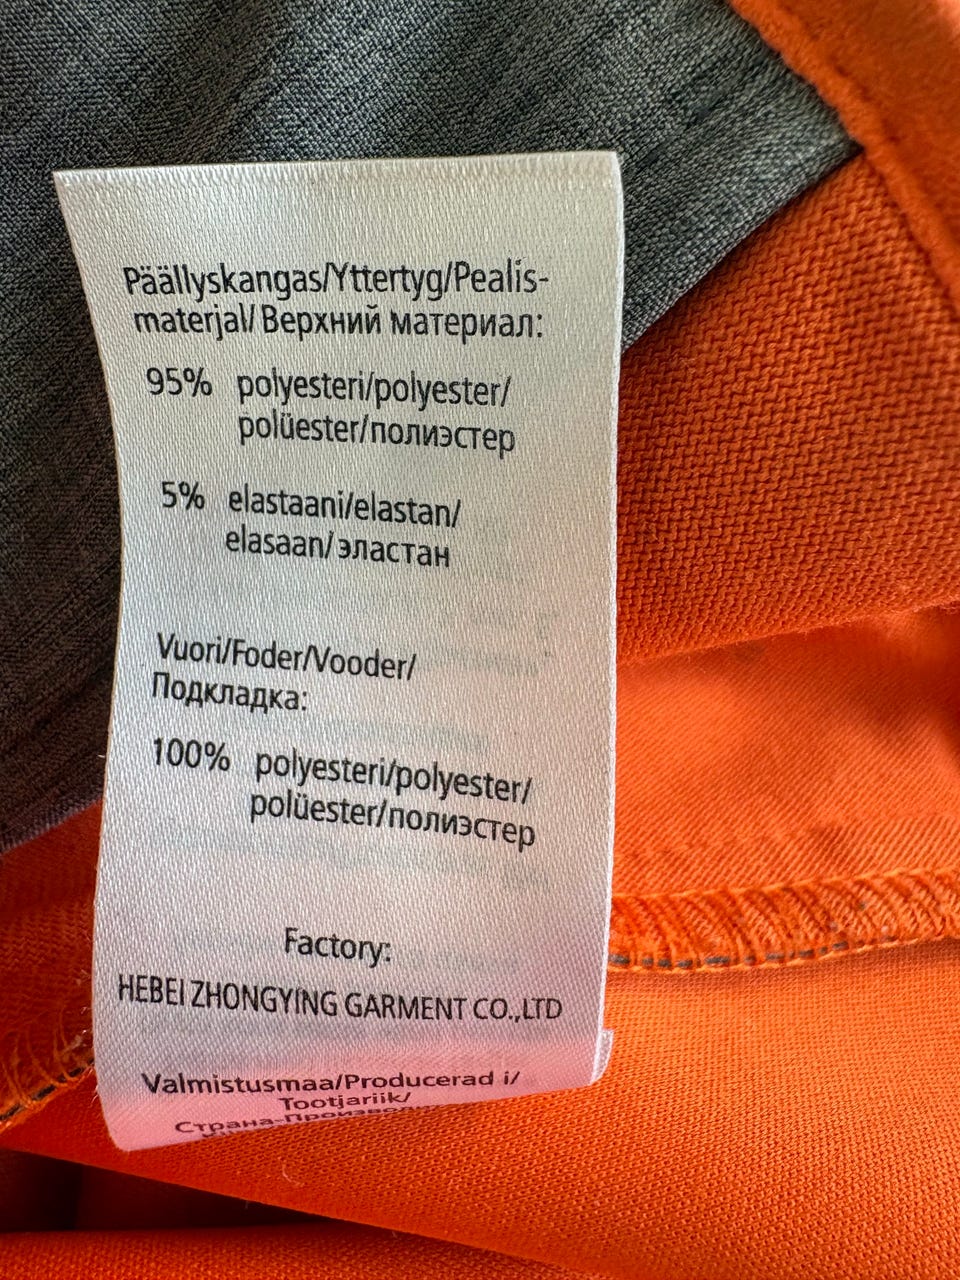 Päällyskangas/Yttertyg/Pealis-
materjal/Верхний материал:
95% polyesteri/polyester/
polüester/полиэстер
5% elastaani/elastan/
elasaan/эластан
Vuori/Foder/Vooder/
Подкладка:
100% polyesteri/polyester/
polüester/полиэстер
Factory:
HEBEI ZHONGYING GARMENT CO.,LTD
Valmistusmaa/Producerad i/
Tootjariik/
Страна-